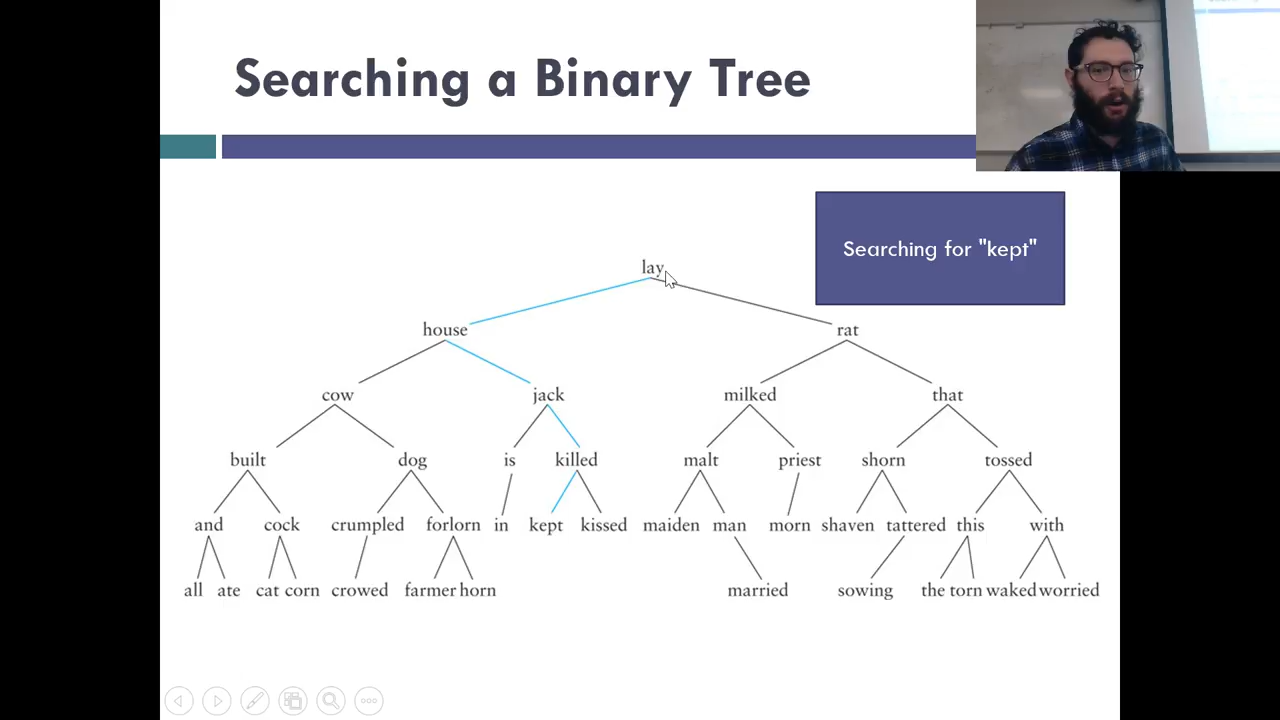 Searching a Binary Tree
Searching for "kept"
lay
house rat
cow jack milked that
built dog is killed malt priest shorn tossed
and cock crumpled forlorn in kept kissed maiden man morn shaven tattered this with
all ate cat corn crowed farmer horn married sowing the torn waked worried